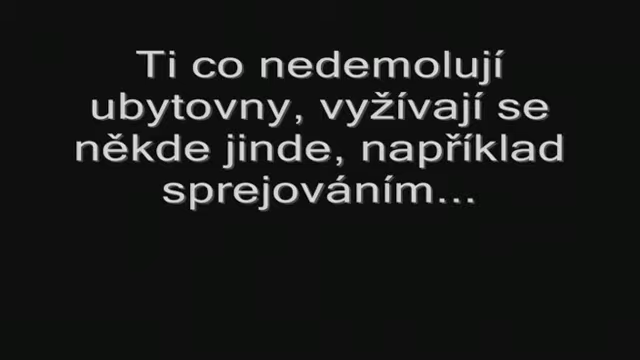 Ti co nedemolují
ubytovny, vyžívají se
někde jinde, například
sprejováním...